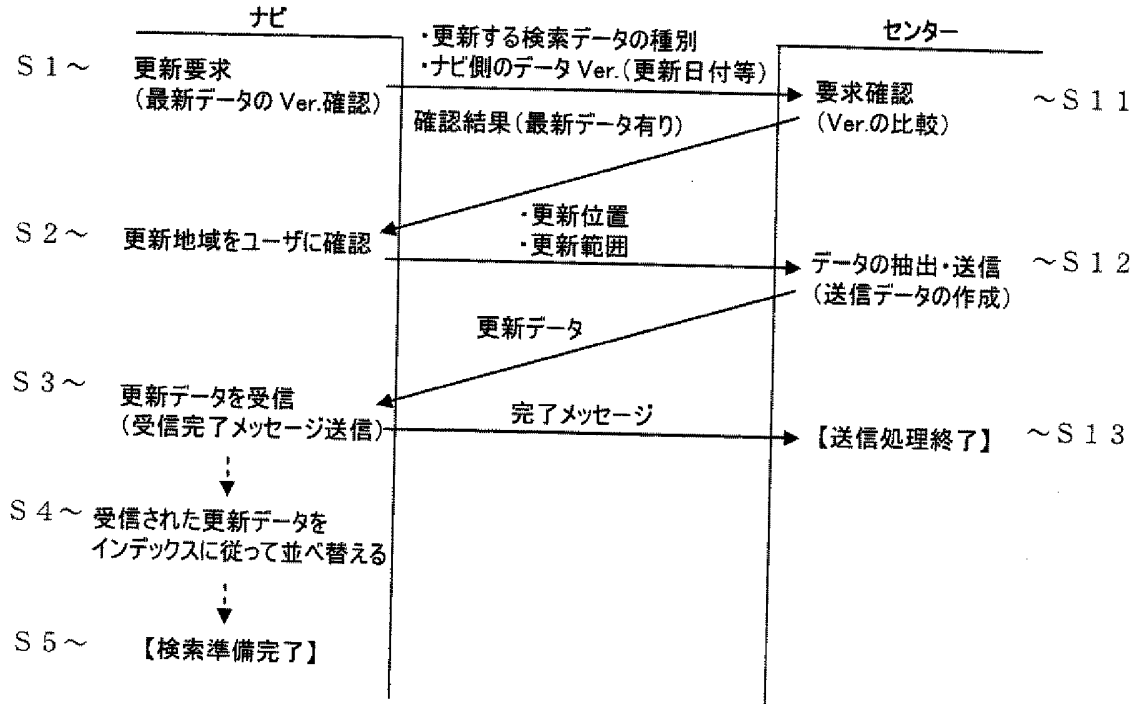 ナビ
センター
・更新する検索データの種別
・ナビ側のデータ Ver.(更新日付等)
S1～
更新要求
(最新データの Ver.確認)
要求確認
(Ver.の比較)
～S11
確認結果(最新データ有り)
・更新位置
・更新範囲
S2～
更新地域をユーザに確認
データの抽出・送信
(送信データの作成)
～S12
更新データ
S3～
更新データを受信
(受信完了メッセージ送信)
完了メッセージ
【送信処理終了】
～S13
S4～
受信された更新データを
インデックスに従って並べ替える
S5～
【検索準備完了】